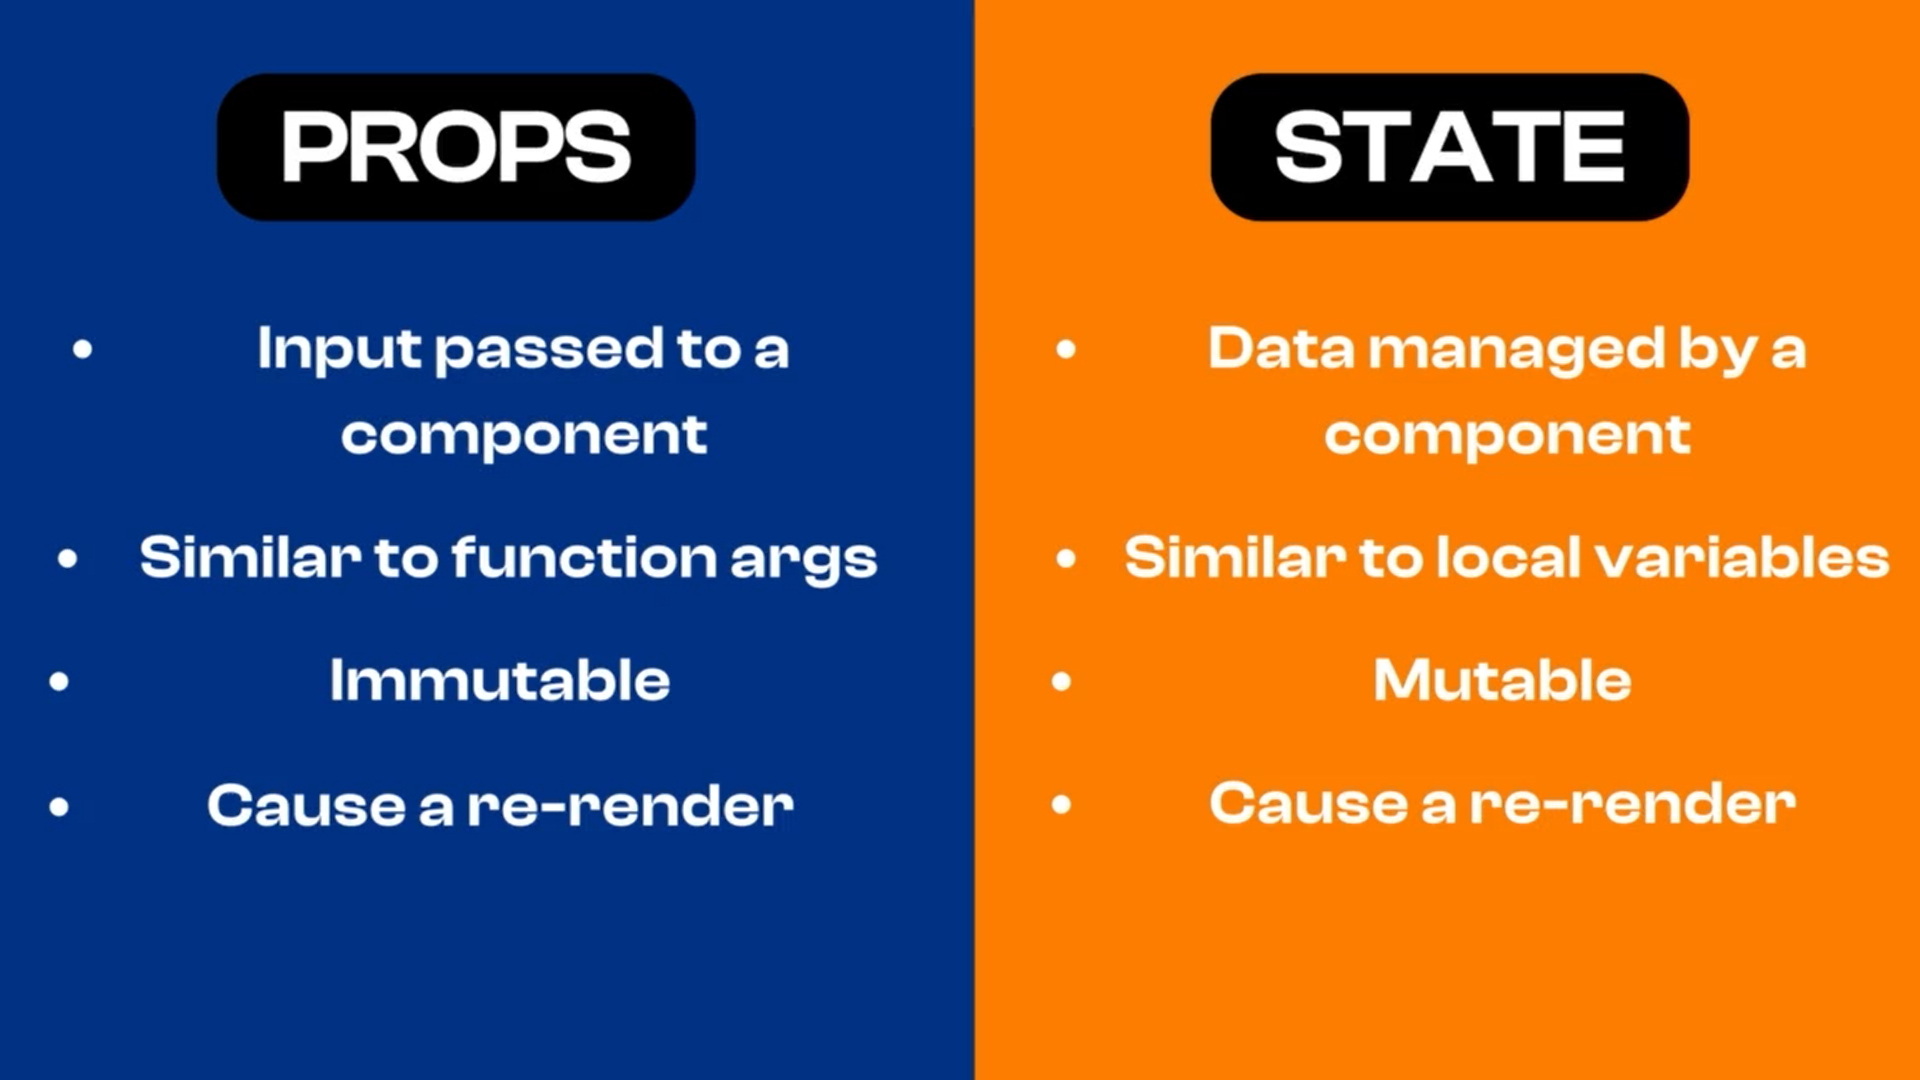 PROPS
• Input passed to a
component
• Similar to function args
• Immutable
• Cause a re-render
STATE
• Data managed by a
component
• Similar to local variables
• Mutable
• Cause a re-render